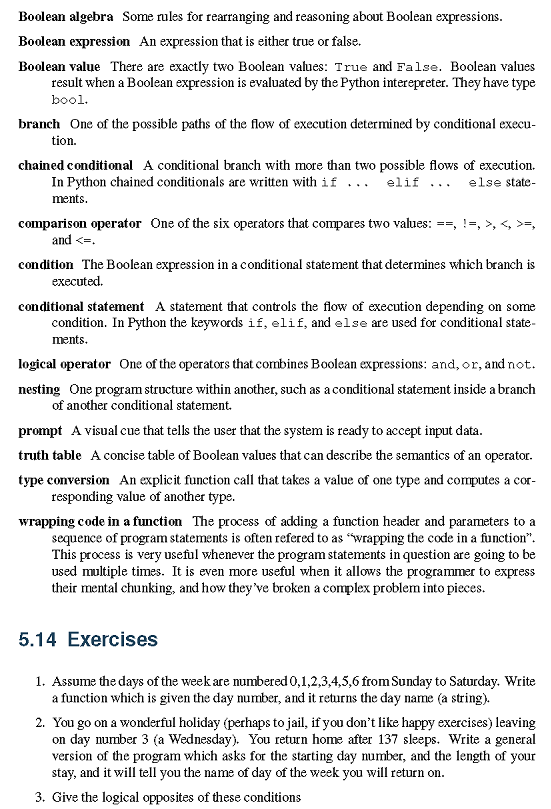 Boolean algebra Some rules for rearranging and reasoning about Boolean expressions.
Boolean expression An expression that is either true or false.
Boolean value There are exactly two Boolean values: True and False. Boolean values
result when a Boolean expression is evaluated by the Python interepreter. They have type
bool.
branch One of the possible paths of the flow of execution determined by conditional execu-
tion.
chained conditional A conditional branch with more than two possible flows of execution.
In Python chained conditionals are written with if ... elif ... else state-
ments.
comparison operator One of the six operators that compares two values: ==, !=, >, <, >=,
and <=.
condition The Boolean expression in a conditional statement that determines which branch is
executed.
conditional statement A statement that controls the flow of execution depending on some
condition. In Python the keywords if, elif, and else are used for conditional state-
ments.
logical operator One of the operators that combines Boolean expressions: and, or, and not.
nesting One program structure within another, such as a conditional statement inside a branch
of another conditional statement.
prompt A visual cue that tells the user that the system is ready to accept input data.
truth table A concise table of Boolean values that can describe the semantics of an operator.
type conversion An explicit function call that takes a value of one type and computes a cor-
responding value of another type.
wrapping code in a function The process of adding a function header and parameters to a
sequence of program statements is often refered to as “wrapping the code in a function”.
This process is very useful whenever the program statements in question are going to be
used multiple times. It is even more useful when it allows the programmer to express
their mental chunking, and how they’ve broken a complex problem into pieces.
5.14 Exercises
1. Assume the days of the week are numbered 0,1,2,3,4,5,6 from Sunday to Saturday. Write
a function which is given the day number, and it returns the day name (a string).
2. You go on a wonderful holiday (perhaps to jail, if you don’t like happy exercises) leaving
on day number 3 (a Wednesday). You return home after 137 sleeps. Write a general
version of the program which asks for the starting day number, and the length of your
stay, and it will tell you the name of day of the week you will return on.
3. Give the logical opposites of these conditions